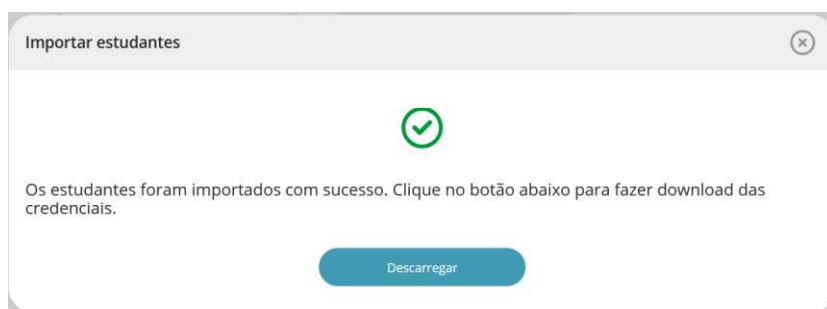 Importar estudantes
Os estudantes foram importados com sucesso. Clique no botão abaixo para fazer download das
credenciais.
Descarregar